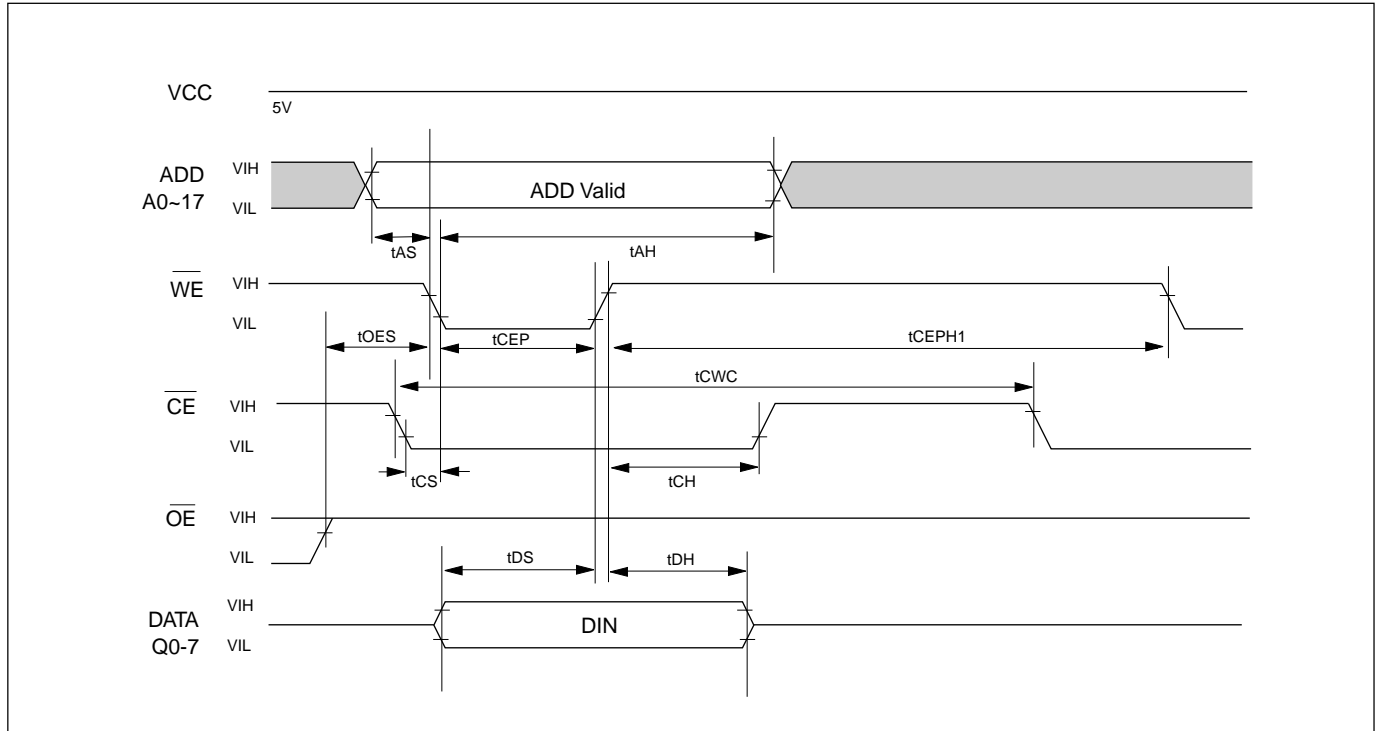 VCC
5V
ADD
A0~17
VIH
VIL
ADD Valid
tAS
tAH
WE
VIH
VIL
tOES
tCEP
tCEPH1
tCWC
CE
VIH
VIL
tCS
tCH
OE
VIH
VIL
tDS
tDH
DATA
Q0-7
VIH
VIL
DIN